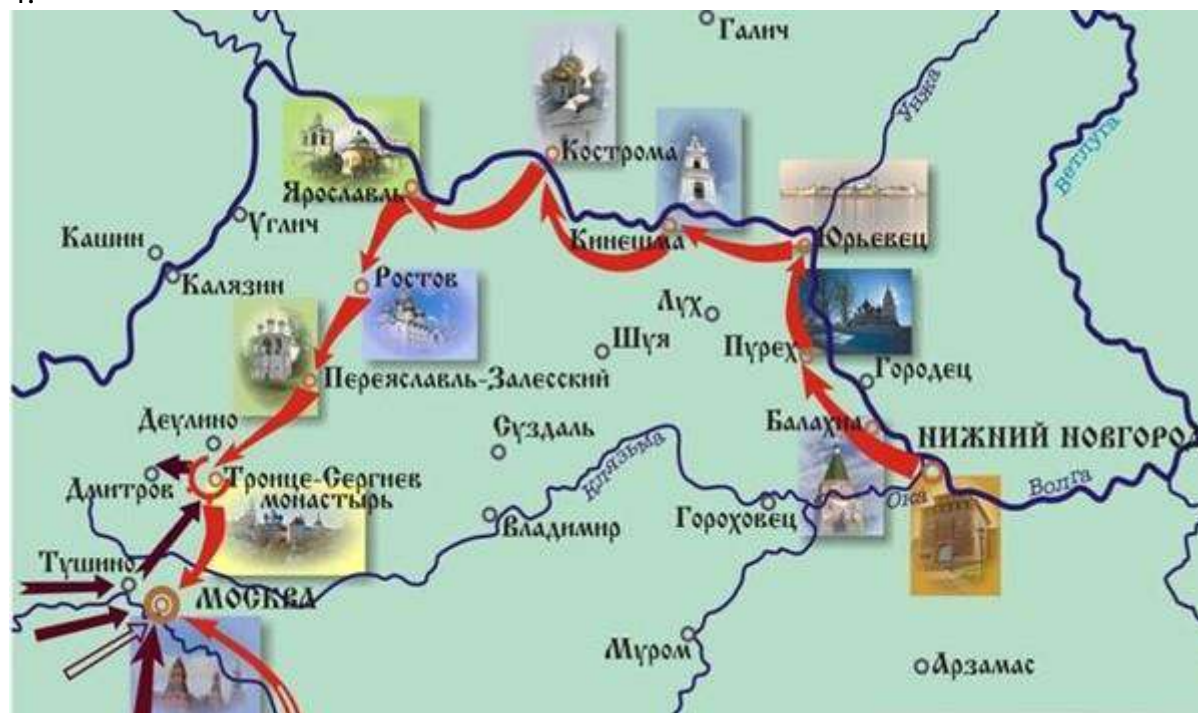 Галич
Унжа
Ветлуга
Кострома
Ярославль
Углич
Кинешма
Юрьевец
Кашин
Калязин
Ростов
Лух
Шуя
Пурех
Городец
Переяславль-Залесский
Деулино
Суздаль
Клязьма
Балахна
НИЖНИЙ НОВГОРОД
Дмитров
Троице-Сергиев
монастырь
Владимир
Гороховец
Ока
Волга
Тушино
МОСКВА
Муром
Арзамас